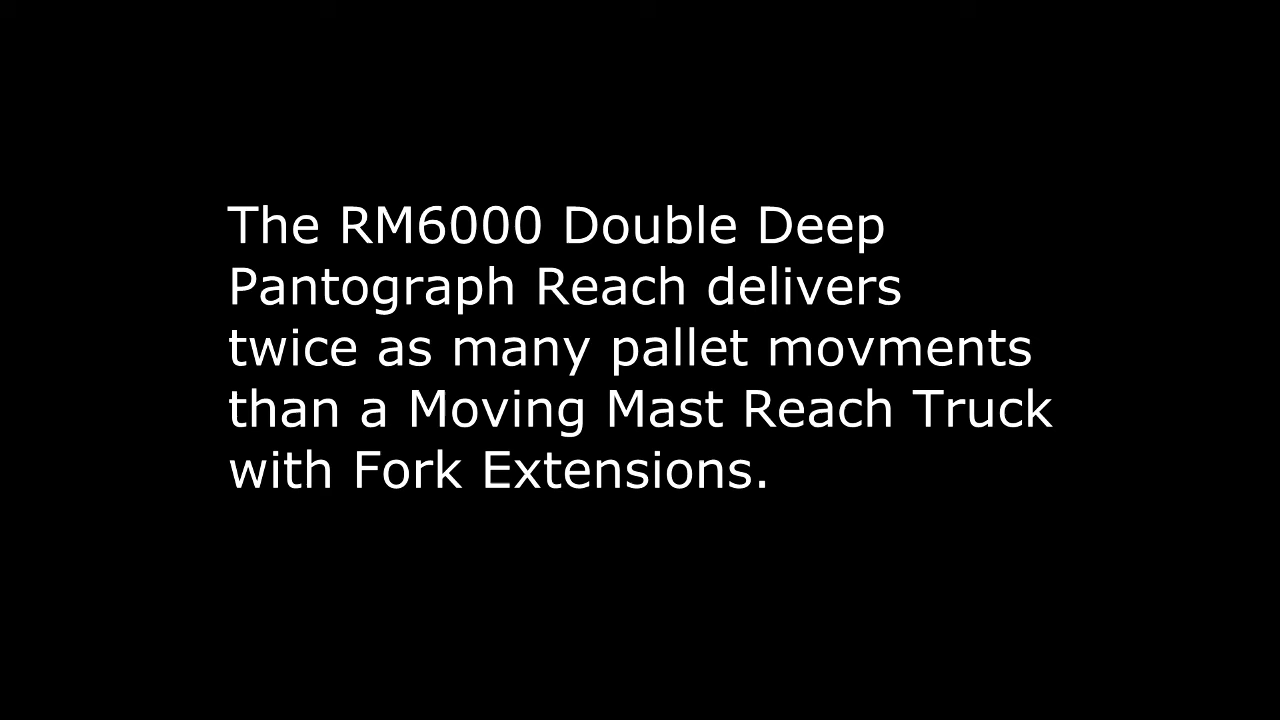 The RM6000 Double Deep
Pantograph Reach delivers
twice as many pallet movments
than a Moving Mast Reach Truck
with Fork Extensions.